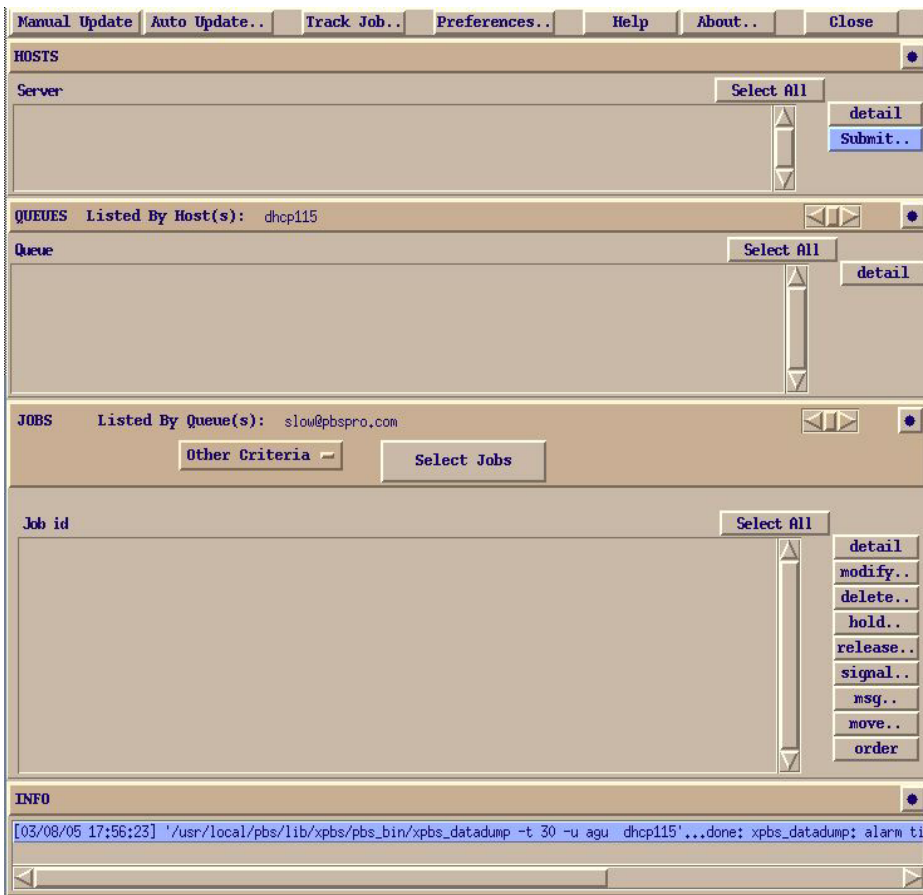 Manual Update Auto Update.. Track Job.. Preferences.. Help About.. Close
HOSTS
Server Select All
detail
Submit..
QUEUES Listed By Host(s): dhcp115
Queue Select All
detail
JOBS Listed By Queue(s): slow@pbspro.com
Other Criteria Select Jobs
Job id Select All
detail
modify..
delete..
hold..
release..
signal..
msg..
move..
order
INFO
[03/08/05 17:56:23] '/usr/local/pbs/lib/xpbs/pbs_bin/xpbs_datadump -t 30 -u agu dhcp115'...done: xpbs_datadump: alarm ti